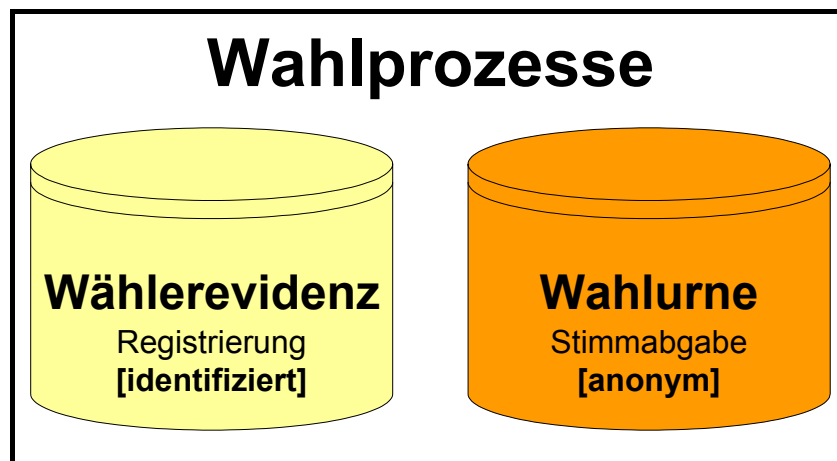 Wahlprozesse
Wählerevidenz
Registrierung
[identifiziert]
Wahlurne
Stimmabgabe
[anonym]